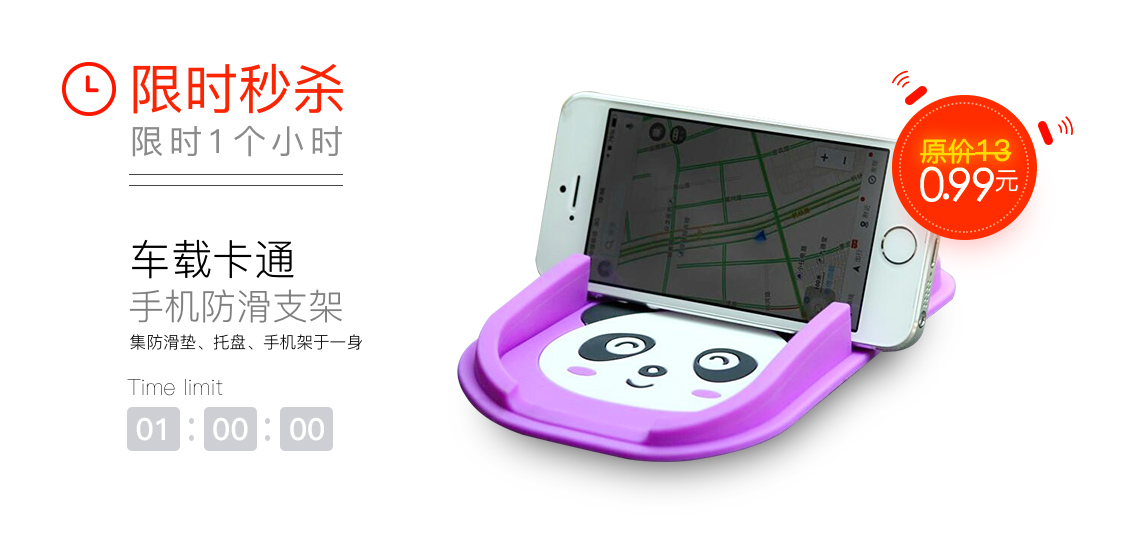 限时秒杀
限时1个小时
车载卡通
手机防滑支架
集防滑垫、托盘、手机架于一身
Time limit
01 : 00 : 00
原价13
0.99元